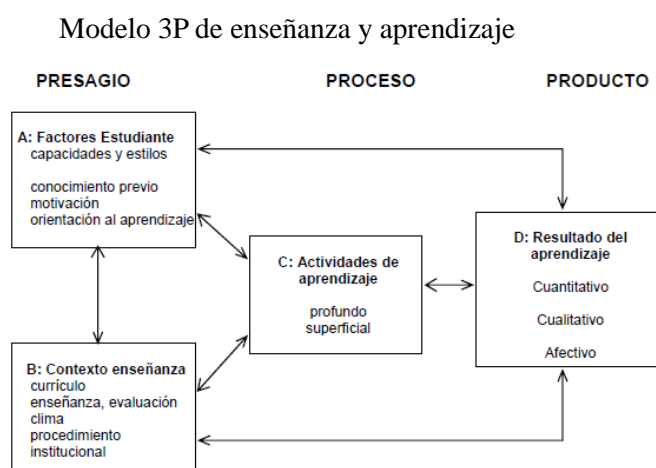 Modelo 3P de enseñanza y aprendizaje
PRESAGIO
PROCESO
PRODUCTO
A: Factores Estudiante
capacidades y estilos
conocimiento previo
motivación
orientación al aprendizaje
B: Contexto enseñanza
currículo
enseñanza, evaluación
clima
procedimiento
institucional
C: Actividades de
aprendizaje
profundo
superficial
D: Resultado del
aprendizaje
Cuantitativo
Cualitativo
Afectivo